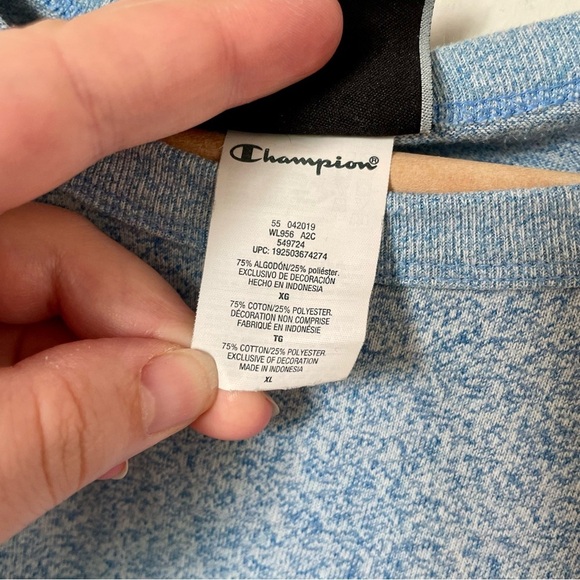 Champion®
55 042019
WL956 A2C
549724
UPC: 192503674274
75% ALGODÓN/25% poliéster.
EXCLUSIVO DE DECORACIÓN
HECHO EN INDONESIA
XG
75% COTON/25% POLYESTER.
DÉCORATION NON COMPRISE
FABRIQUÉ EN INDONÉSIE
TG
75% COTTON/25% POLYESTER.
EXCLUSIVE OF DECORATION
MADE IN INDONESIA
XL